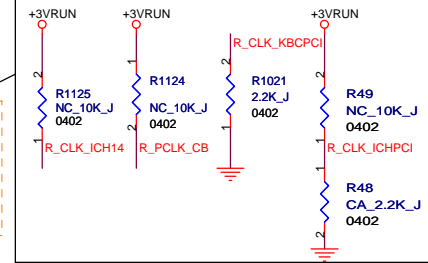 +3VRUN
+3VRUN
+3VRUN
R_CLK_KBCPCI
2
1
2
2
R1125
NC_10K_J
0402
R1124
NC_10K_J
0402
R1021
2.2K_J
0402
R49
NC_10K_J
0402
1
2
1
1
R_CLK_ICH14
R_PCLK_CB
R_CLK_ICHPCI
1
R48
CA_2.2K_J
0402
2